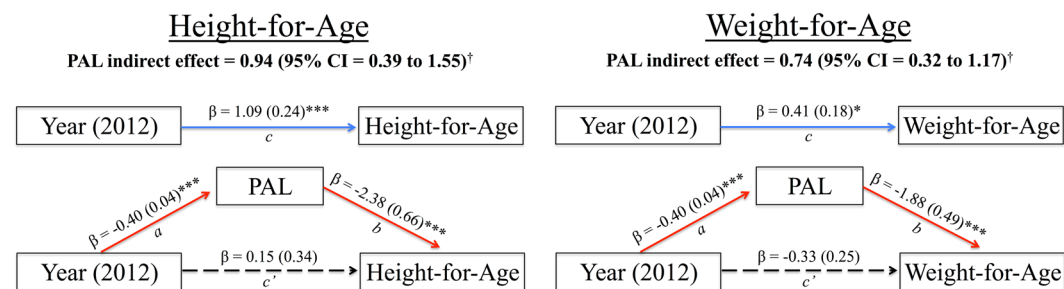 Height-for-Age
PAL indirect effect = 0.94 (95% CI = 0.39 to 1.55)†
β = 1.09 (0.24)***
Year (2012)
c
Height-for-Age
PAL
β = -0.40 (0.04)***
a
β = -2.38 (0.66)***
b
Year (2012)
β = 0.15 (0.34)
c'
Height-for-Age
Weight-for-Age
PAL indirect effect = 0.74 (95% CI = 0.32 to 1.17)†
β = 0.41 (0.18)*
Year (2012)
c
Weight-for-Age
PAL
β = -0.40 (0.04)***
a
β = -1.88 (0.49)***
b
Year (2012)
β = -0.33 (0.25)
c'
Weight-for-Age